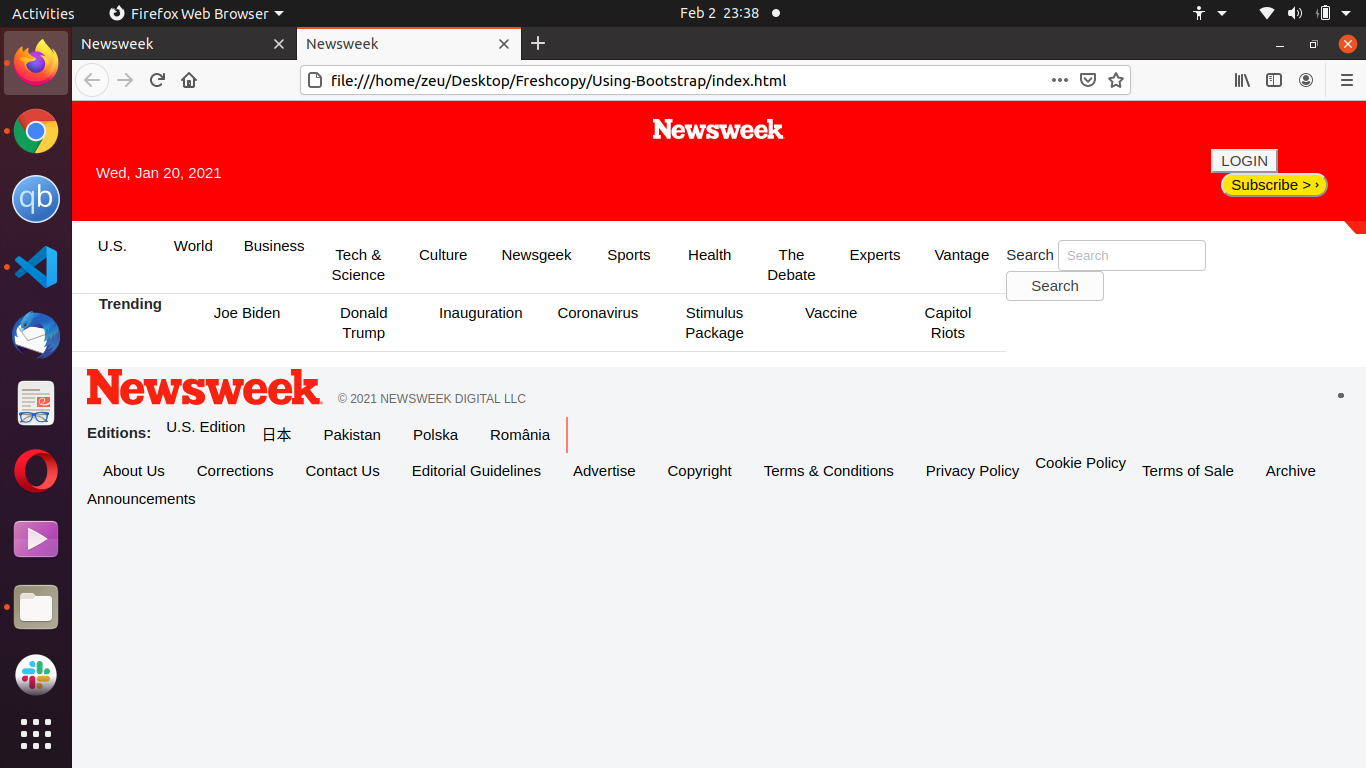 Activities Firefox Web Browser Feb 2 23:38
Newsweek Newsweek
file:///home/zeu/Desktop/Freshcopy/Using-Bootstrap/index.html
Newsweek
Wed, Jan 20, 2021
LOGIN
Subscribe > ›
U.S. World Business Tech & Science Culture Newsgeek Sports Health The Debate Experts Vantage
Search Search
Search
Trending Joe Biden Donald Trump Inauguration Coronavirus Stimulus Package Vaccine Capitol Riots
Newsweek © 2021 NEWSWEEK DIGITAL LLC
Editions: U.S. Edition 日本 Pakistan Polska România
About Us Corrections Contact Us Editorial Guidelines Advertise Copyright Terms & Conditions Privacy Policy Cookie Policy Terms of Sale Archive
Announcements
qb